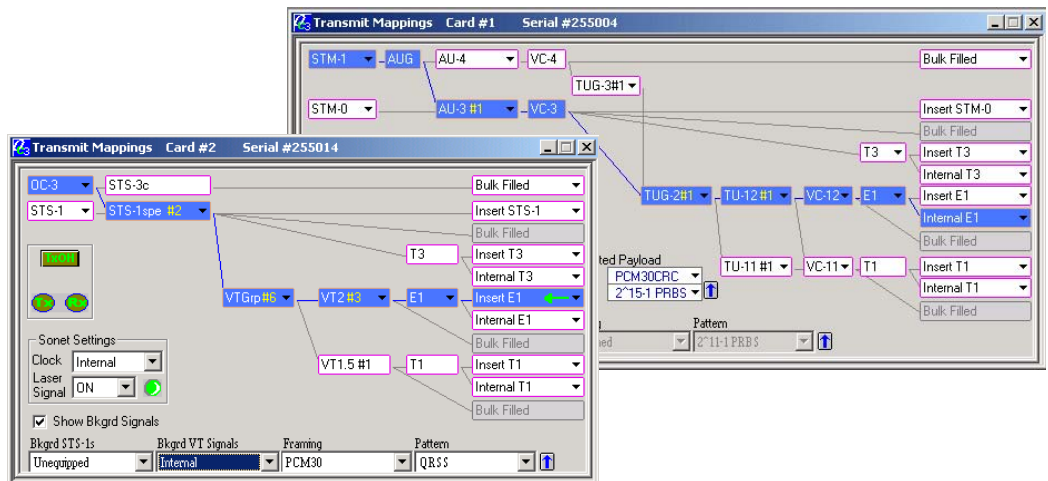 Transmit Mappings Card #1 Serial #255004
STM-1 AUG AU-4 VC-4 Bulk Filled
TUG-3#1
STM-0 AU-3 #1 VC-3 Insert STM-0
Bulk Filled
T3 Insert T3
Internal T3
TUG-2#1 TU-12 #1 VC-12 E1 Insert E1
Internal E1
Bulk Filled
ted Payload
TU-11 #1 VC-11 T1 Insert T1
PCM30CRC
Internal T1
2^15-1 PRBS
Bulk Filled
Pattern
ned 2^11-1 PRBS
Transmit Mappings Card #2 Serial #255014
OC-3 STS-3c Bulk Filled
STS-1 STS-1spe #2 Insert STS-1
Bulk Filled
T3 Insert T3
TxOH
Internal T3
VTGrp#6 VT2 #3 E1 Insert E1
Tx Rx
Internal E1
Bulk Filled
Sonet Settings
Clock Internal
VT1.5 #1 T1 Insert T1
Laser Signal ON
Internal T1
Bulk Filled
Show Bkgrd Signals
Bkgrd STS-1s Bkgrd VT Signals Framing Pattern
Unequipped Internal PCM30 QRSS